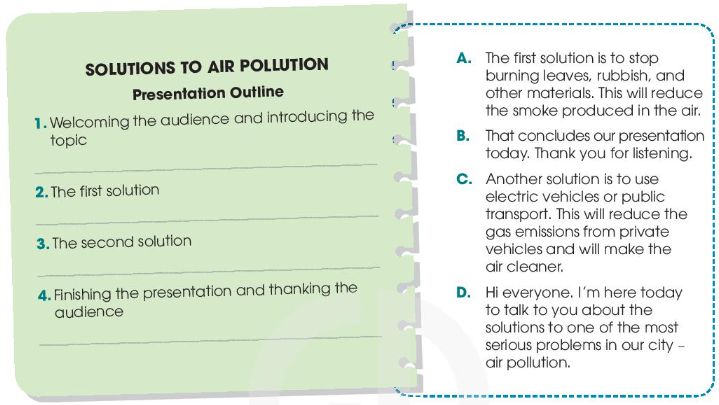 SOLUTIONS TO AIR POLLUTION
Presentation Outline
1. Welcoming the audience and introducing the
topic
2. The first solution
3. The second solution
4. Finishing the presentation and thanking the
audience
A. The first solution is to stop
burning leaves, rubbish, and
other materials. This will reduce
the smoke produced in the air.
B. That concludes our presentation
today. Thank you for listening.
C. Another solution is to use
electric vehicles or public
transport. This will reduce the
gas emissions from private
vehicles and will make the
air cleaner.
D. Hi everyone. I'm here today
to talk to you about the
solutions to one of the most
serious problems in our city –
air pollution.